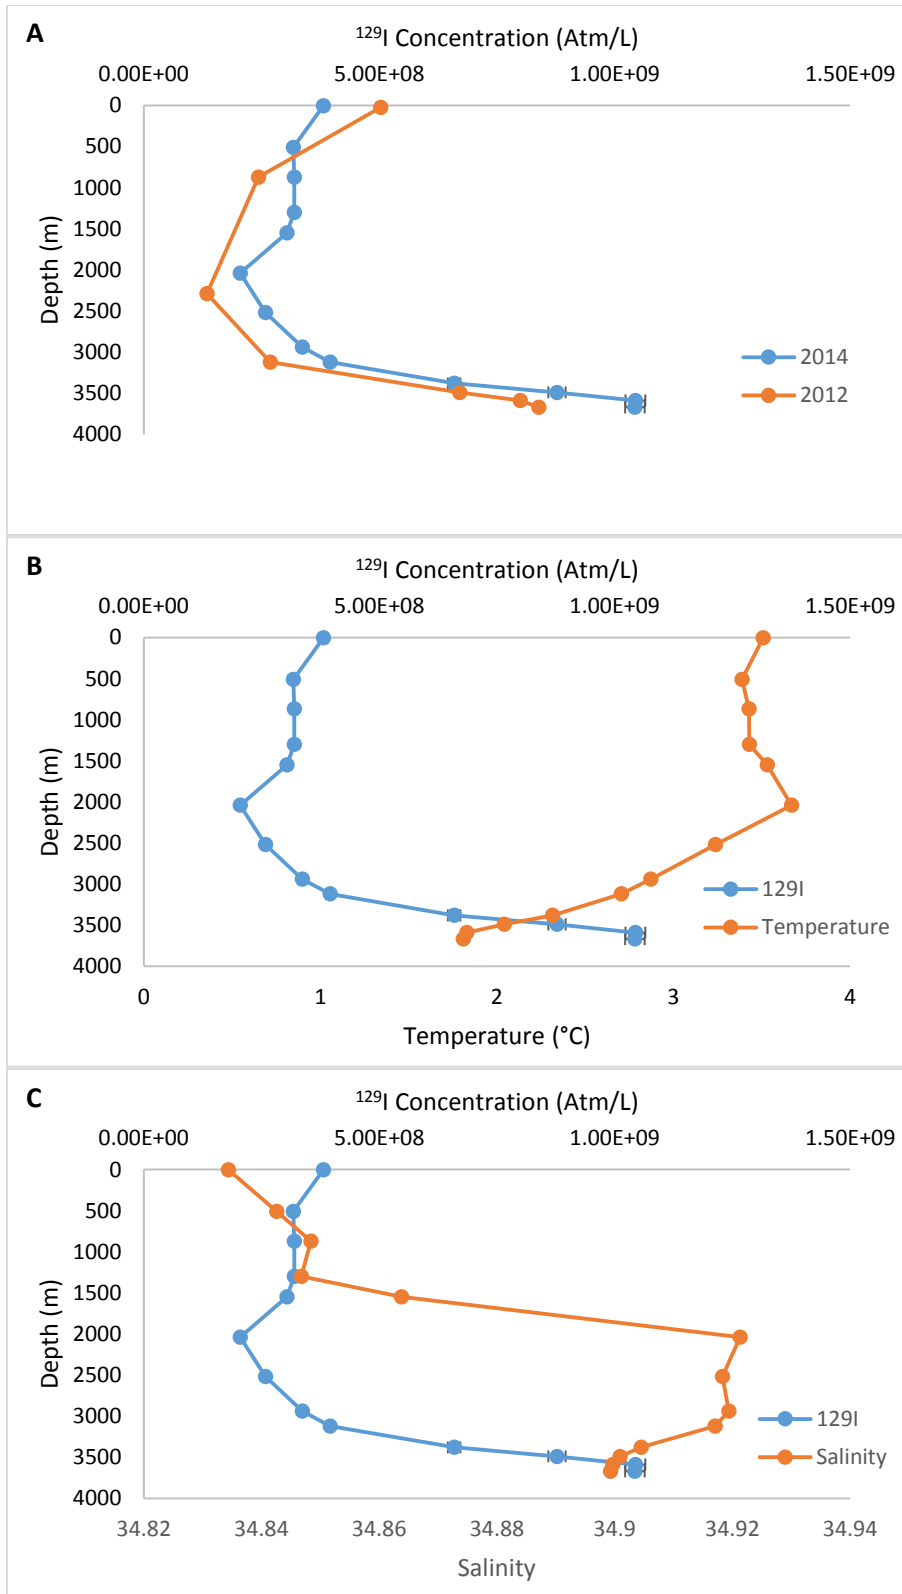 A
¹²⁹I Concentration (Atm/L)
0.00E+00 5.00E+08 1.00E+09 1.50E+09
0
500
1000
1500
2000
2500
3000
3500
4000
Depth (m)
2014
2012
B
¹²⁹I Concentration (Atm/L)
0.00E+00 5.00E+08 1.00E+09 1.50E+09
0
500
1000
1500
2000
2500
3000
3500
4000
Depth (m)
129I
Temperature
0 1 2 3 4
Temperature (°C)
C
¹²⁹I Concentration (Atm/L)
0.00E+00 5.00E+08 1.00E+09 1.50E+09
0
500
1000
1500
2000
2500
3000
3500
4000
Depth (m)
129I
Salinity
34.82 34.84 34.86 34.88 34.9 34.92 34.94
Salinity